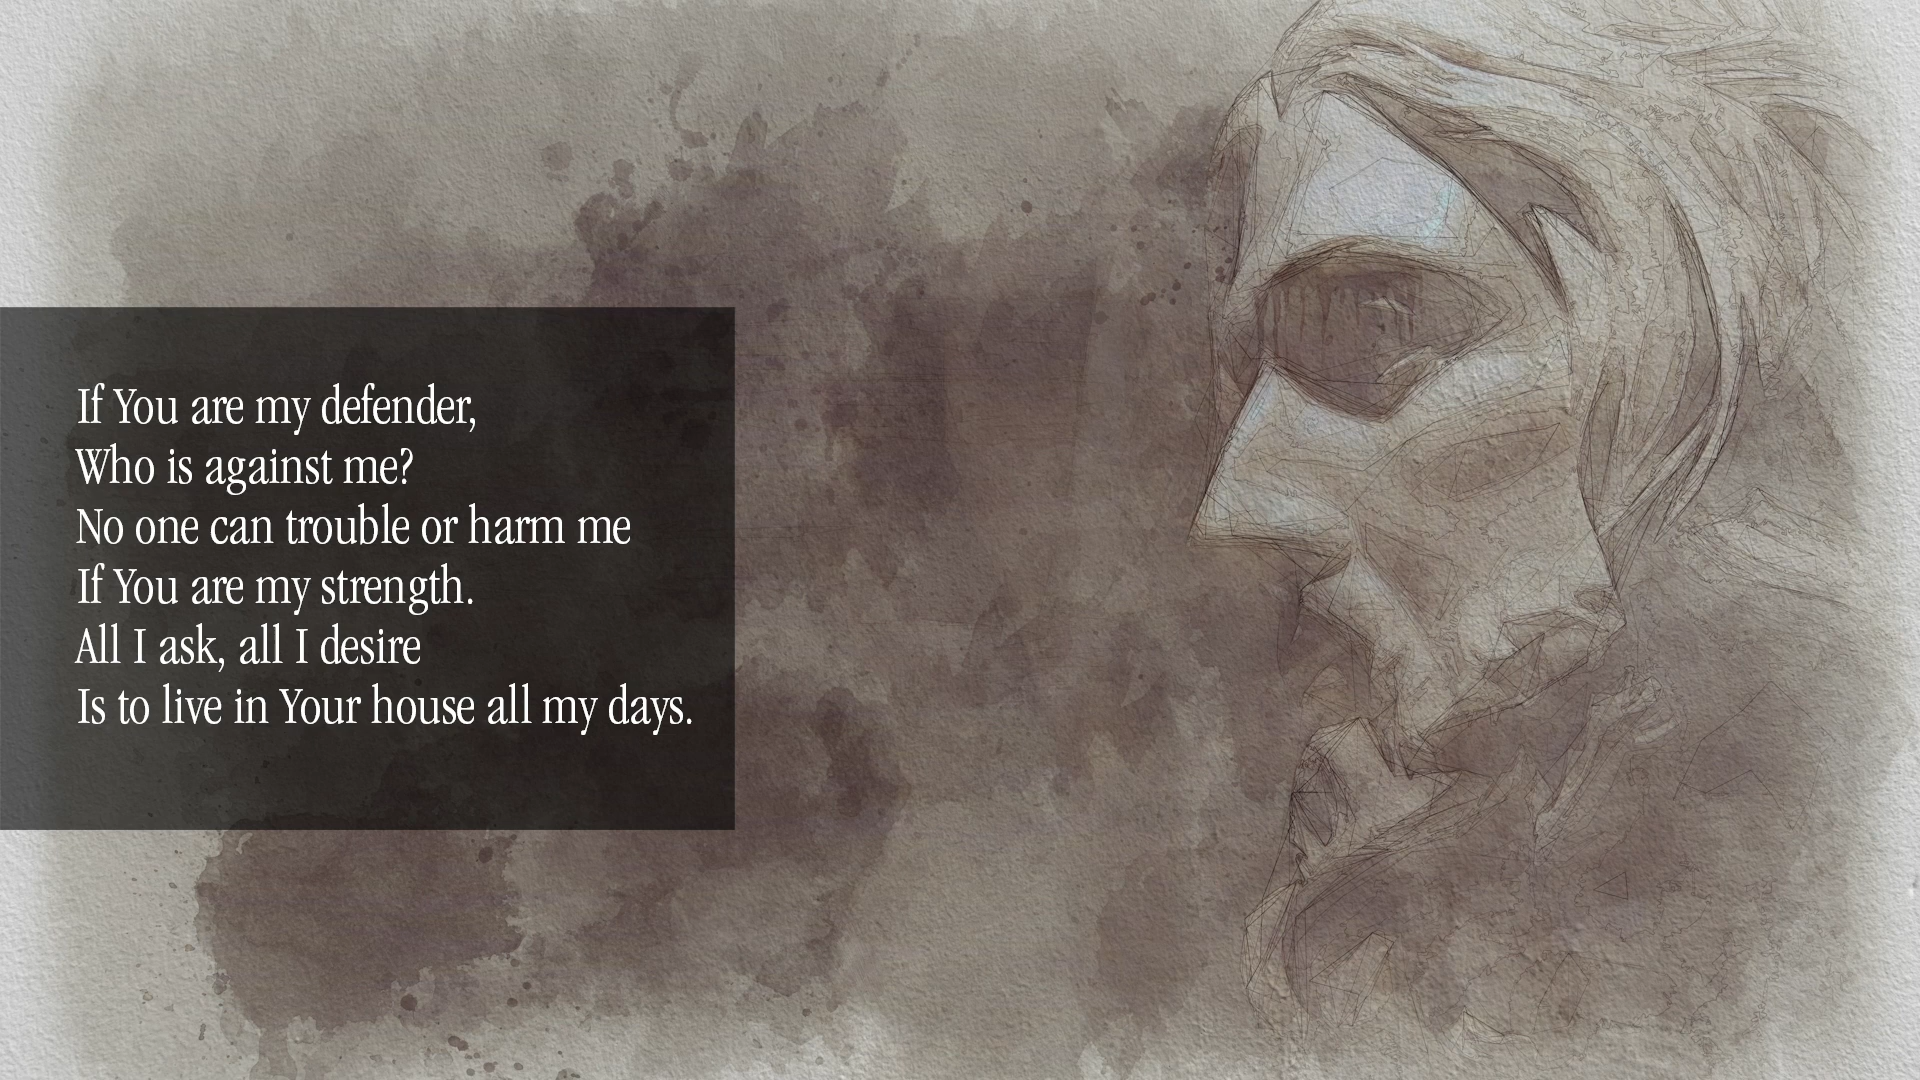 If You are my defender,
Who is against me?
No one can trouble or harm me
If You are my strength.
All I ask, all I desire
Is to live in Your house all my days.